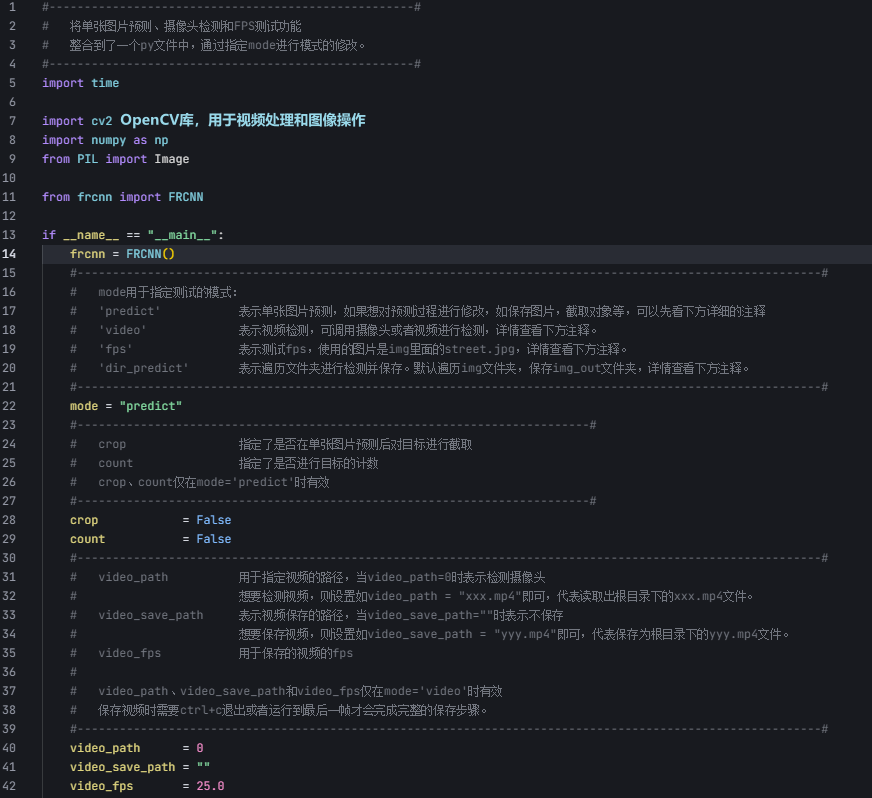 1 #----------------------------------------------------#
2 #   将单张图片预测、摄像头检测和FPS测试功能
3 #   整合到了一个py文件中，通过指定mode进行模式的修改。
4 #----------------------------------------------------#
5 import time
6
7 import cv2 OpenCV库，用于视频处理和图像操作
8 import numpy as np
9 from PIL import Image
10
11 from frcnn import FRCNN
12
13 if __name__ == "__main__":
14     frcnn = FRCNN()
15     #----------------------------------------------------------------------------------------------------------#
16     #   mode用于指定测试的模式:
17     #   'predict'           表示单张图片预测，如果想对预测过程进行修改，如保存图片，截取对象等，可以先看下方详细的注释
18     #   'video'             表示视频检测，可调用摄像头或者视频进行检测，详情查看下方注释。
19     #   'fps'               表示测试fps，使用的图片是img里面的street.jpg，详情查看下方注释。
20     #   'dir_predict'       表示遍历文件夹进行检测并保存。默认遍历img文件夹，保存img_out文件夹，详情查看下方注释。
21     #----------------------------------------------------------------------------------------------------------#
22     mode = "predict"
23     #-------------------------------------------------------------------------#
24     #   crop                指定了是否在单张图片预测后对目标进行截取
25     #   count               指定了是否进行目标的计数
26     #   crop、count仅在mode='predict'时有效
27     #-------------------------------------------------------------------------#
28     crop            = False
29     count           = False
30     #----------------------------------------------------------------------------------------------------------#
31     #   video_path          用于指定视频的路径，当video_path=0时表示检测摄像头
32     #                       想要检测视频，则设置如video_path = "xxx.mp4"即可，代表读取出根目录下的xxx.mp4文件。
33     #   video_save_path     表示视频保存的路径，当video_save_path=""时表示不保存
34     #                       想要保存视频，则设置如video_save_path = "yyy.mp4"即可，代表保存为根目录下的yyy.mp4文件。
35     #   video_fps           用于保存的视频的fps
36     #
37     #   video_path、video_save_path和video_fps仅在mode='video'时有效
38     #   保存视频时需要ctrl+c退出或者运行到最后一帧才会完成完整的保存步骤。
39     #----------------------------------------------------------------------------------------------------------#
40     video_path      = 0
41     video_save_path = ""
42     video_fps       = 25.0